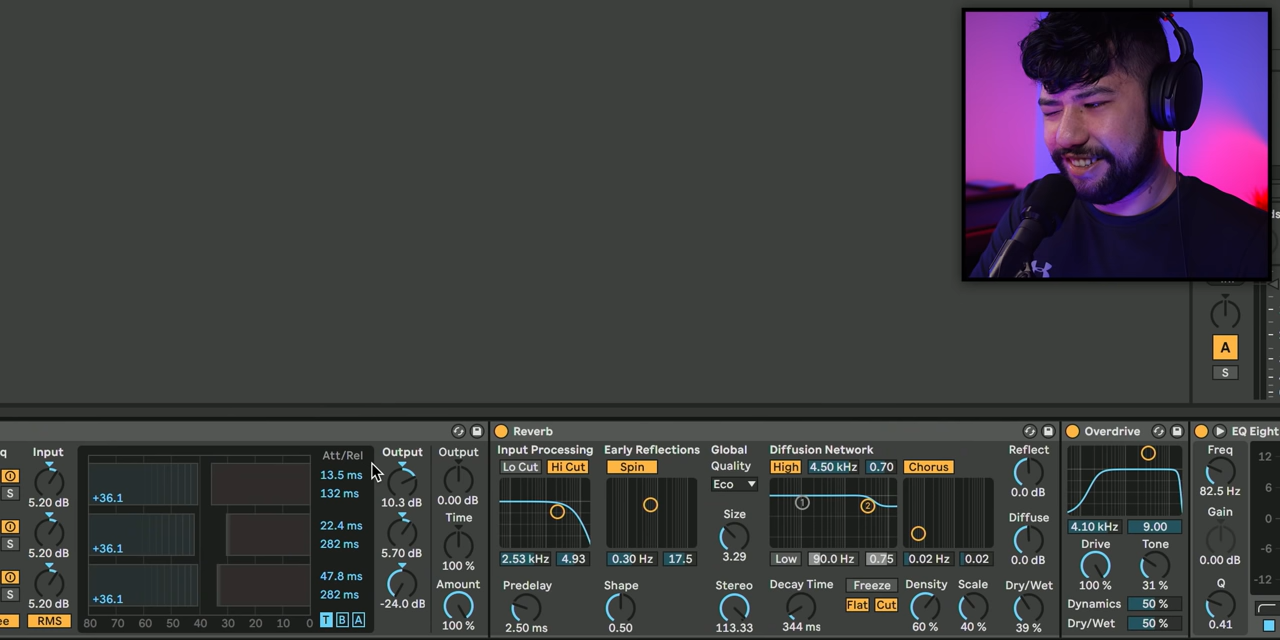 A
S
q
Input
Att/Rel
Output
Output
S
5.20 dB
+36.1
13.5 ms
132 ms
10.3 dB
0.00 dB
Time
S
5.20 dB
+36.1
22.4 ms
282 ms
5.70 dB
100 %
Amount
S
5.20 dB
+36.1
47.8 ms
282 ms
-24.0 dB
100 %
ee
RMS
80 70 60 50 40 30 20 10 0
T B A
Reverb
Input Processing
Lo Cut Hi Cut
2.53 kHz 4.93
Predelay
2.50 ms
Early Reflections
Spin
0.30 Hz 17.5
Shape
0.50
Global
Quality
Eco
Size
3.29
Stereo
113.33
Diffusion Network
High 4.50 kHz 0.70 Chorus
1
2
Low 90.0 Hz 0.75 0.02 Hz 0.02
Decay Time Freeze Density Scale
Flat Cut
344 ms 60 % 40 %
Reflect
0.0 dB
Diffuse
0.0 dB
Dry/Wet
39 %
Overdrive
4.10 kHz 9.00
Drive Tone
100 % 31 %
Dynamics 50 %
Dry/Wet 50 %
EQ Eight
Freq
82.5 Hz
Gain
0.00 dB
Q
0.41
12
6
0
-6
-12